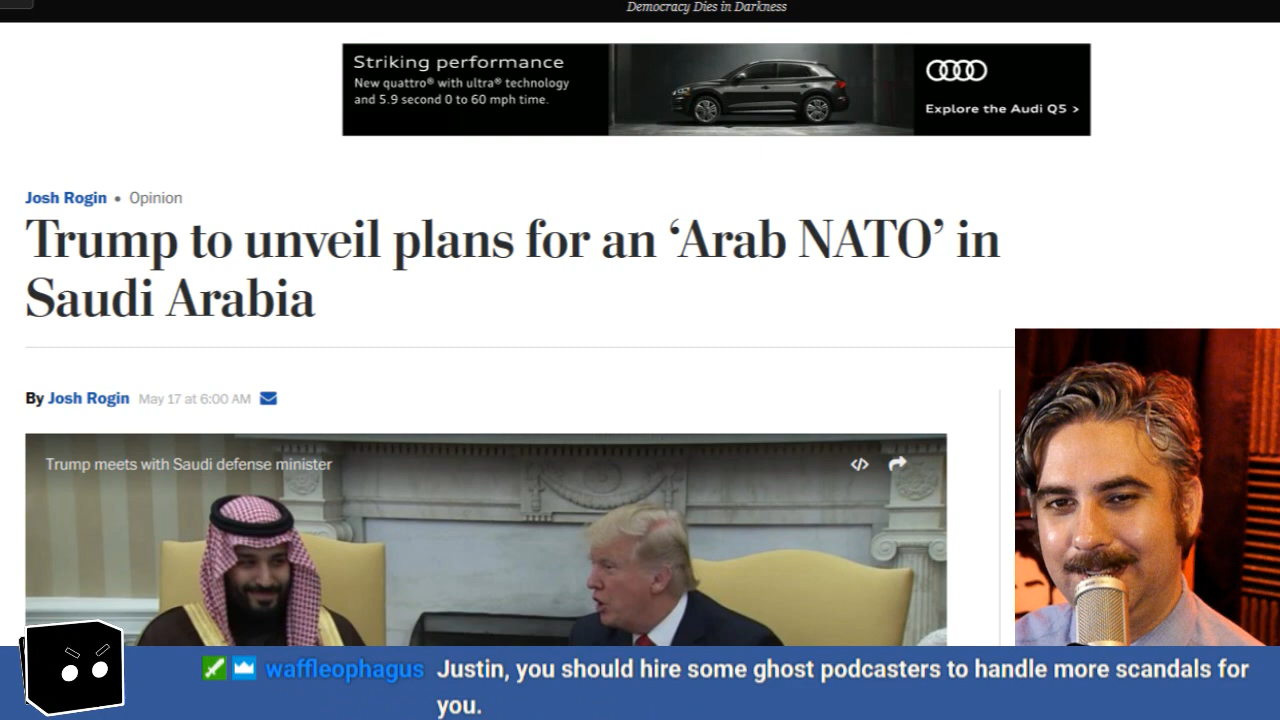 Democracy Dies in Darkness
Striking performance
New quattro® with ultra® technology
and 5.9 second 0 to 60 mph time.
Explore the Audi Q5 >
Josh Rogin • Opinion
Trump to unveil plans for an ‘Arab NATO’ in
Saudi Arabia
By Josh Rogin May 17 at 6:00 AM
Trump meets with Saudi defense minister
waffleophagus Justin, you should hire some ghost podcasters to handle more scandals for
you.